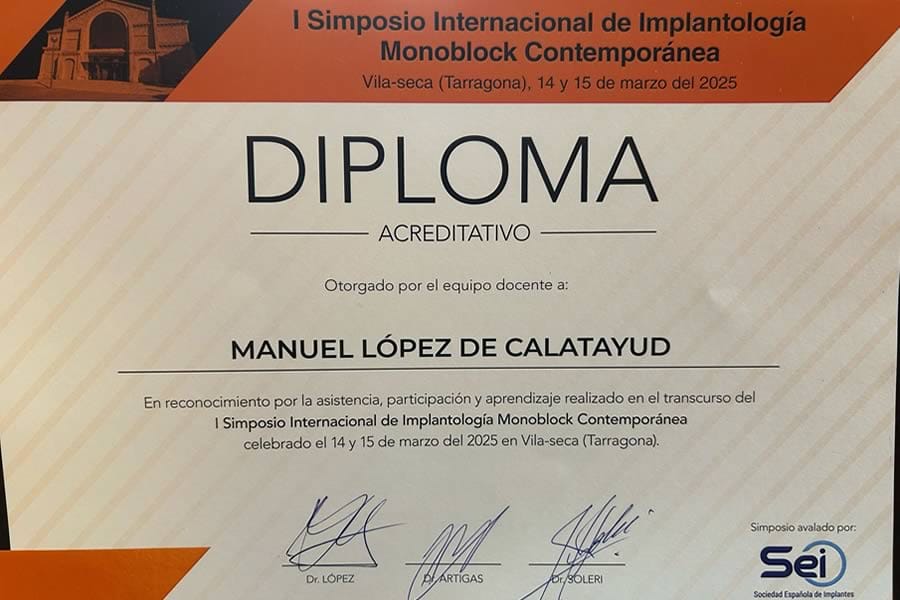 I Simposio Internacional de Implantología
Monoblock Contemporánea
Vila-seca (Tarragona), 14 y 15 de marzo del 2025
DIPLOMA
ACREDITATIVO
Otorgado por el equipo docente a:
MANUEL LÓPEZ DE CALATAYUD
En reconocimiento por la asistencia, participación y aprendizaje realizado en el transcurso del
I Simposio Internacional de Implantología Monoblock Contemporánea
celebrado el 14 y 15 de marzo del 2025 en Vila-seca (Tarragona).
Dr. LÓPEZ
Dr. ARTIGAS
Dr. SOLERI
Simposio avalado por:
Sei
Sociedad Española de Implantes